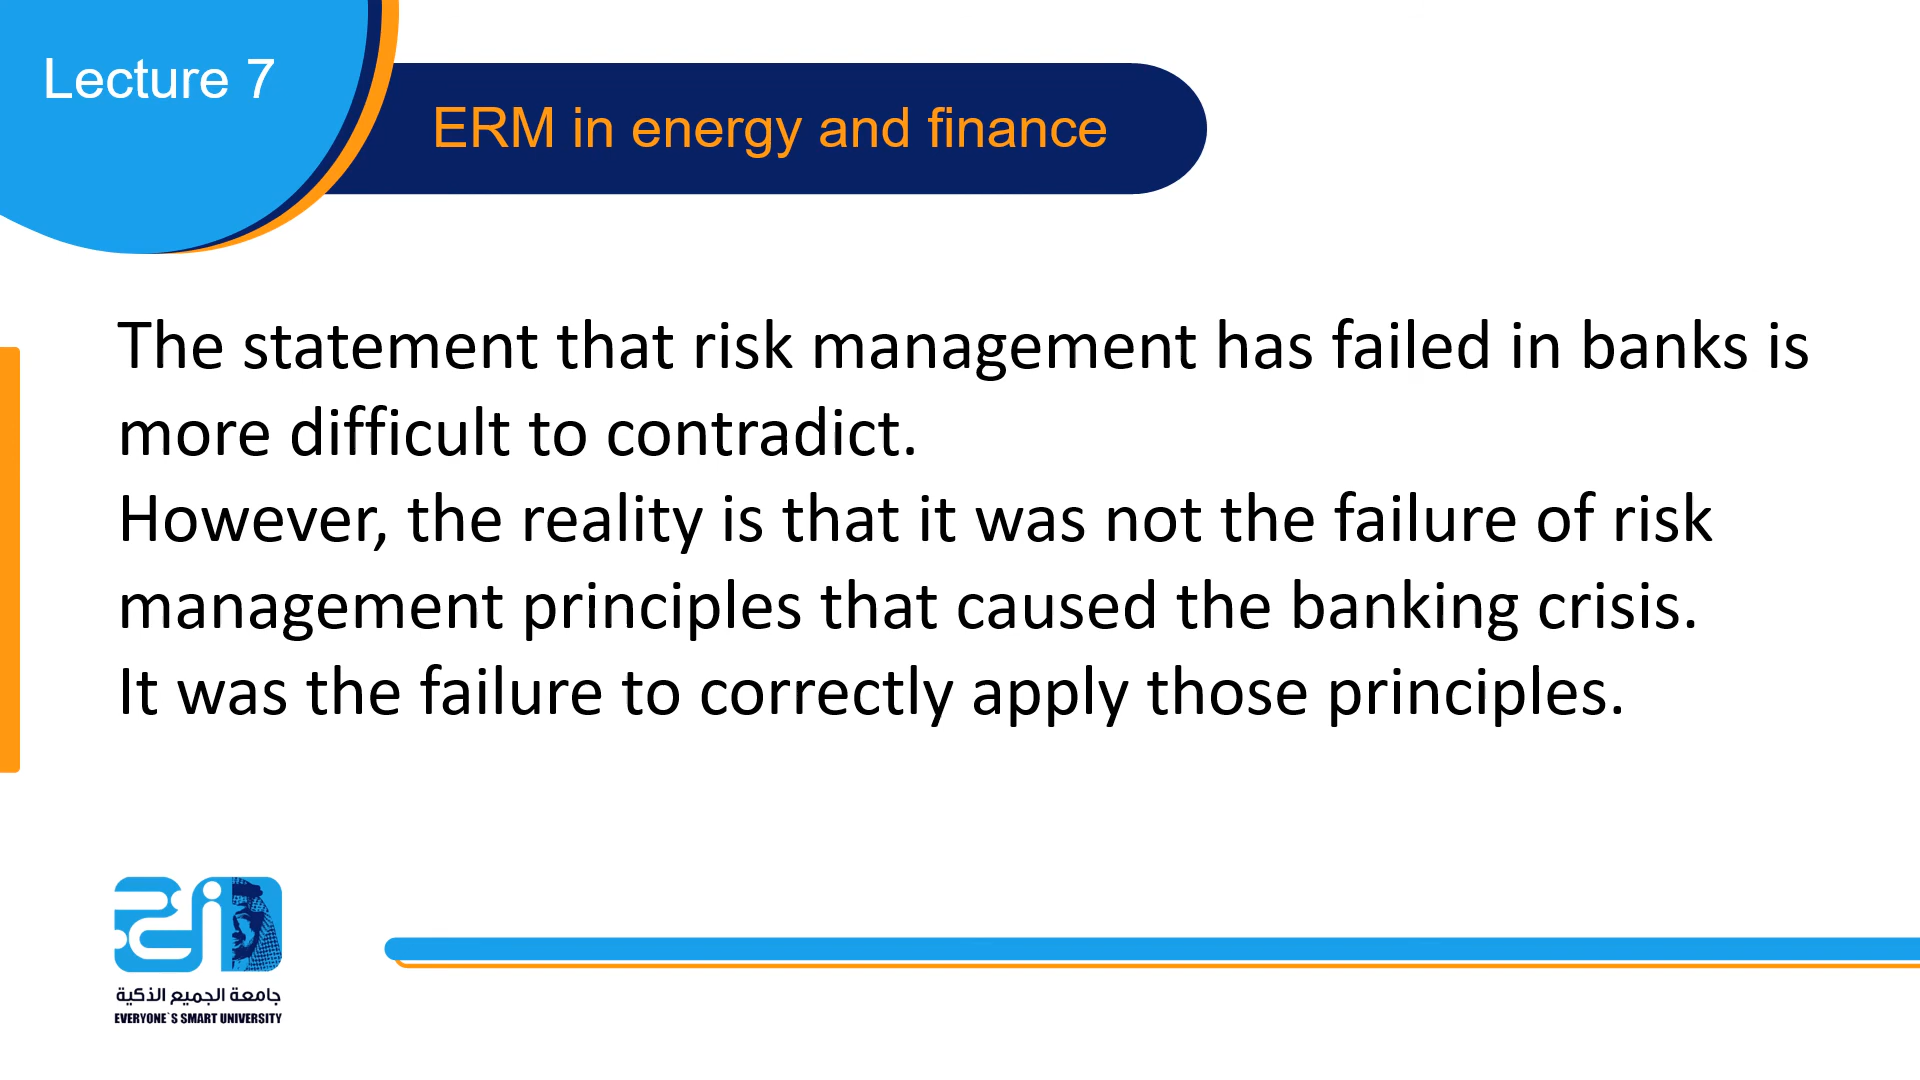 Lecture 7
ERM in energy and finance
The statement that risk management has failed in banks is
more difficult to contradict.
However, the reality is that it was not the failure of risk
management principles that caused the banking crisis.
It was the failure to correctly apply those principles.
جامعة الجميع الذكية
EVERYONE`S SMART UNIVERSITY